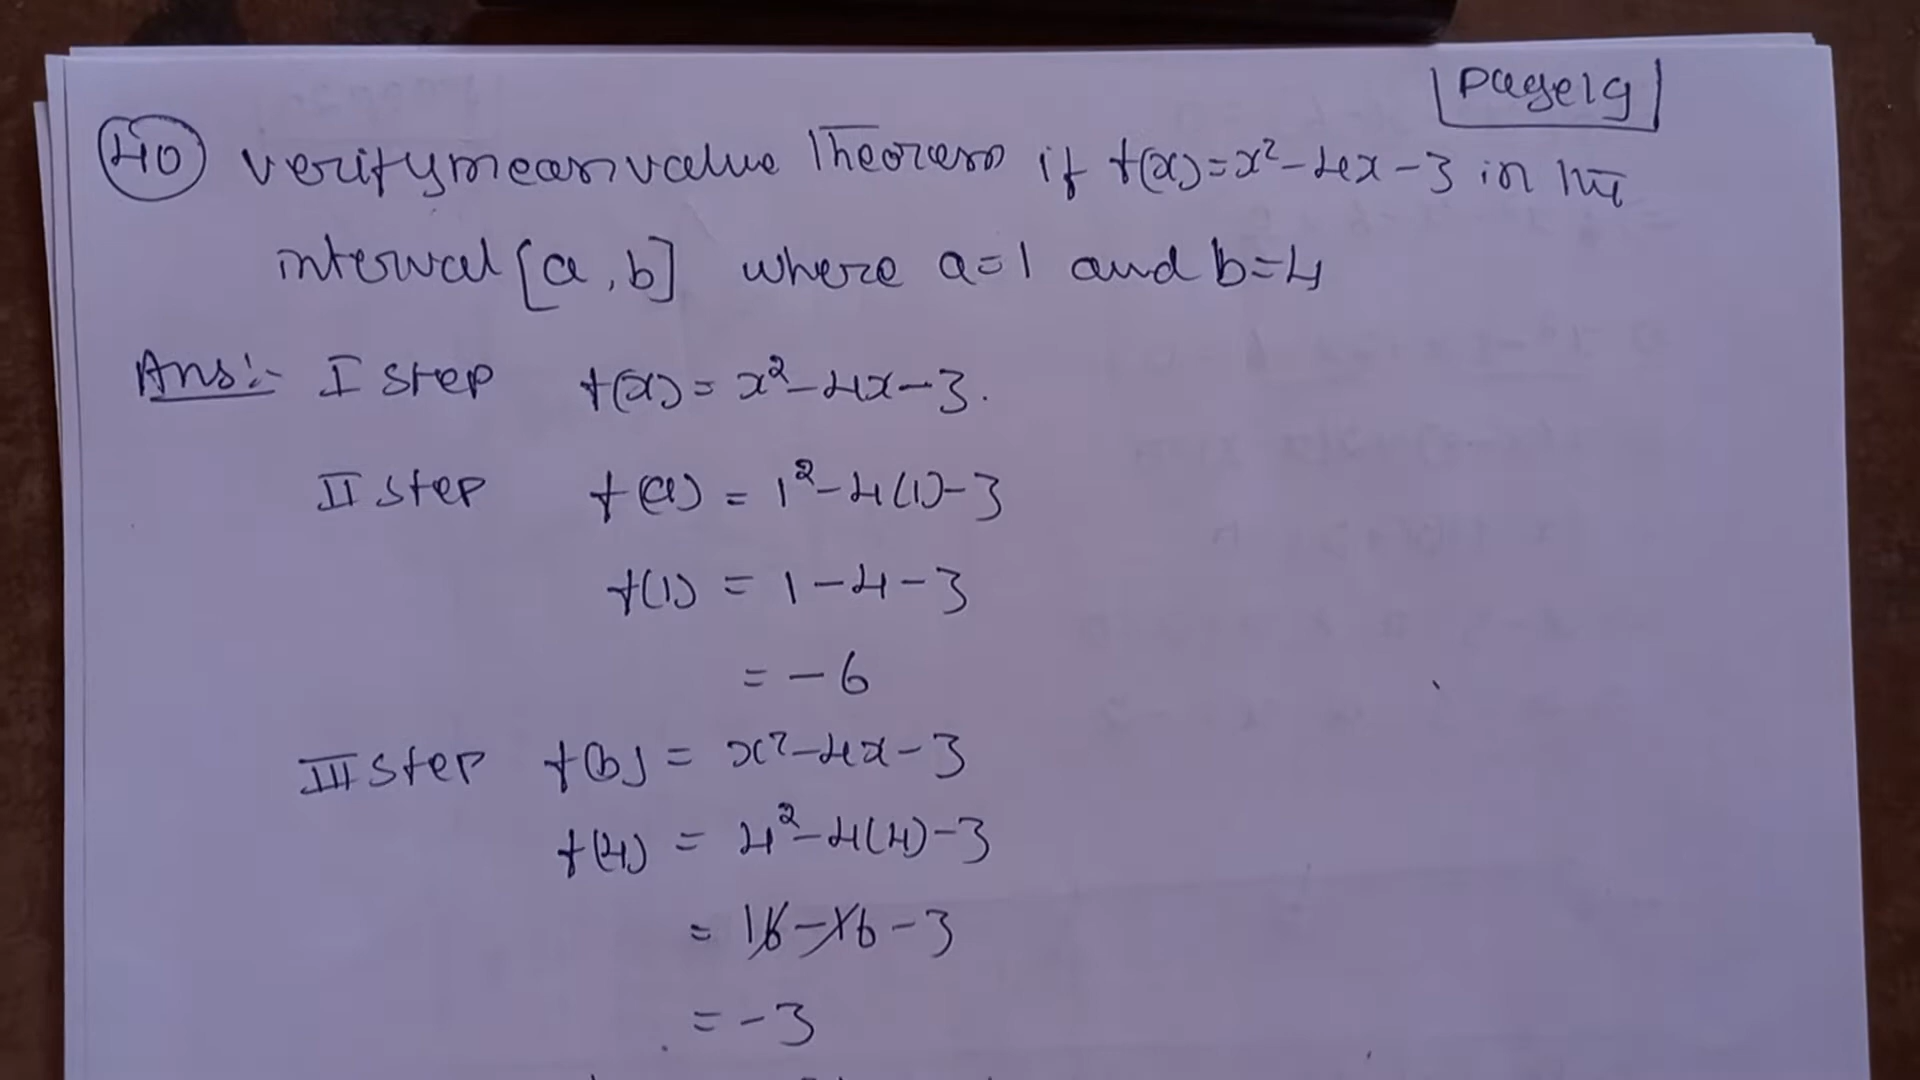 Page 19
40 verify mean value Theorem if f(x)=x²-4x-3 in the
interval [a,b] where a=1 and b=4
Ans:- I step f(x)=x²-4x-3.
II step f(a) = 1²-4(1)-3
f(1) = 1-4-3
= -6
III step f(b) = x²-4x-3
f(4) = 4²-4(4)-3
= 16-16-3
= -3